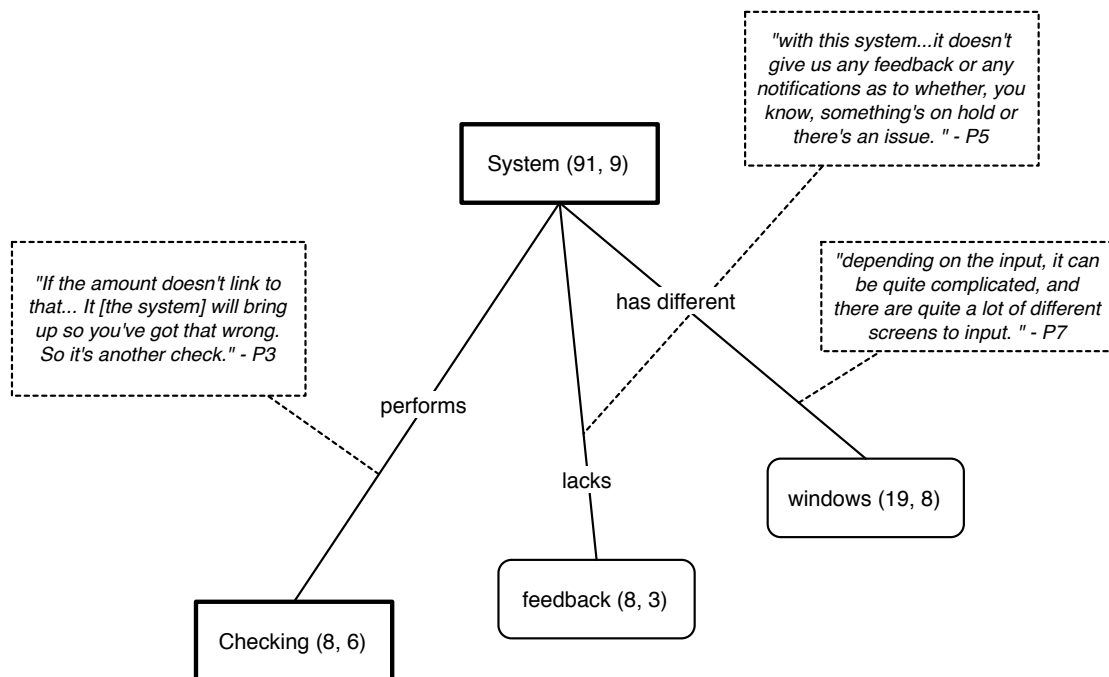 "with this system...it doesn't
give us any feedback or any
notifications as to whether, you
know, something's on hold or
there's an issue. " - P5
System (91, 9)
"If the amount doesn't link to
that... It [the system] will bring
up so you've got that wrong.
So it's another check." - P3
"depending on the input, it can
be quite complicated, and
there are quite a lot of different
screens to input. " - P7
has different
performs
lacks
windows (19, 8)
feedback (8, 3)
Checking (8, 6)